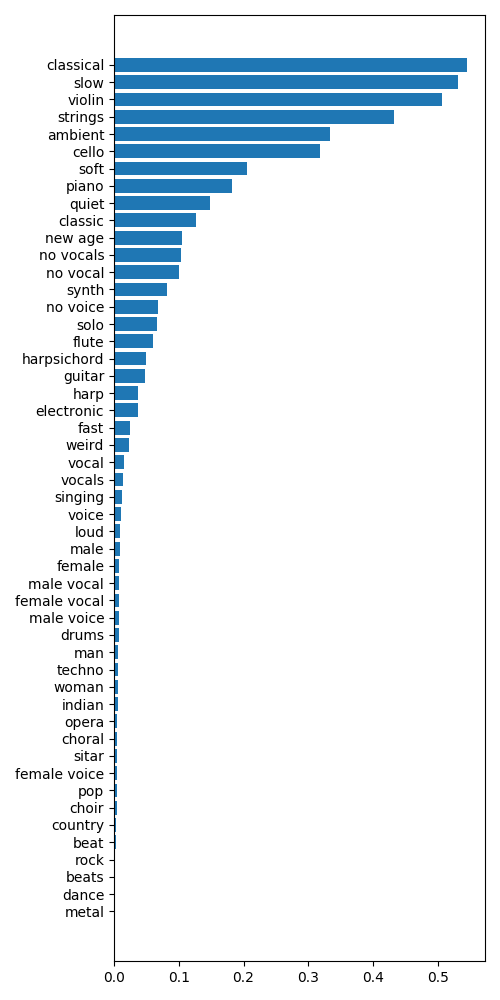 classical
slow
violin
strings
ambient
cello
soft
piano
quiet
classic
new age
no vocals
no vocal
synth
no voice
solo
flute
harpsichord
guitar
harp
electronic
fast
weird
vocal
vocals
singing
voice
loud
male
female
male vocal
female vocal
male voice
drums
man
techno
woman
indian
opera
choral
sitar
female voice
pop
choir
country
beat
rock
beats
dance
metal
0.0 0.1 0.2 0.3 0.4 0.5